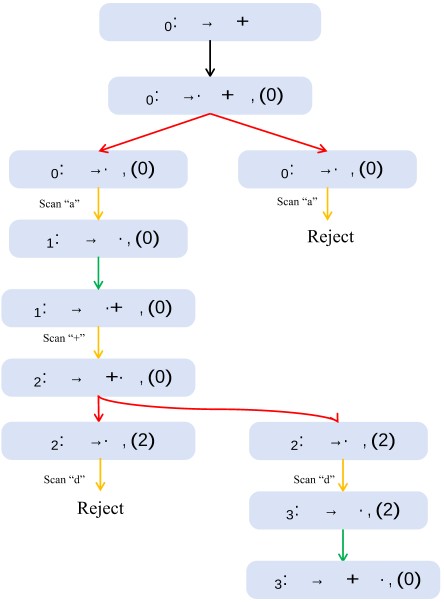 0: → +
0: →· + , (0)
0: →· , (0)
0: →· , (0)
Scan “a”
Scan “a”
1: → · , (0)
Reject
1: → ·+ , (0)
Scan “+”
2: → +· , (0)
2: →· , (2)
2: →· , (2)
Scan “d”
Scan “d”
Reject
3: → · , (2)
3: → + · , (0)